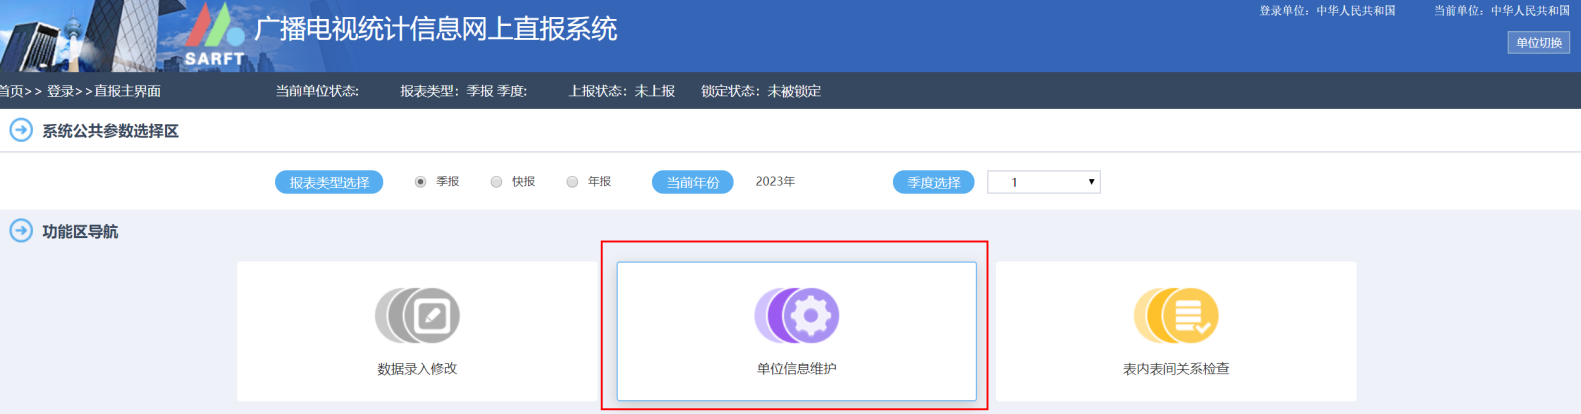 登录单位：中华人民共和国 当前单位：中华人民共和国
广播电视统计信息网上直报系统
SARFT
单位切换
首页>> 登录>>直报主界面 当前单位状态: 报表类型：季报 季度: 上报状态：未上报 锁定状态：未被锁定
系统公共参数选择区
报表类型选择 季报 快报 年报 当前年份 2023年 季度选择 1
功能区导航
数据录入修改 单位信息维护 表内表间关系检查